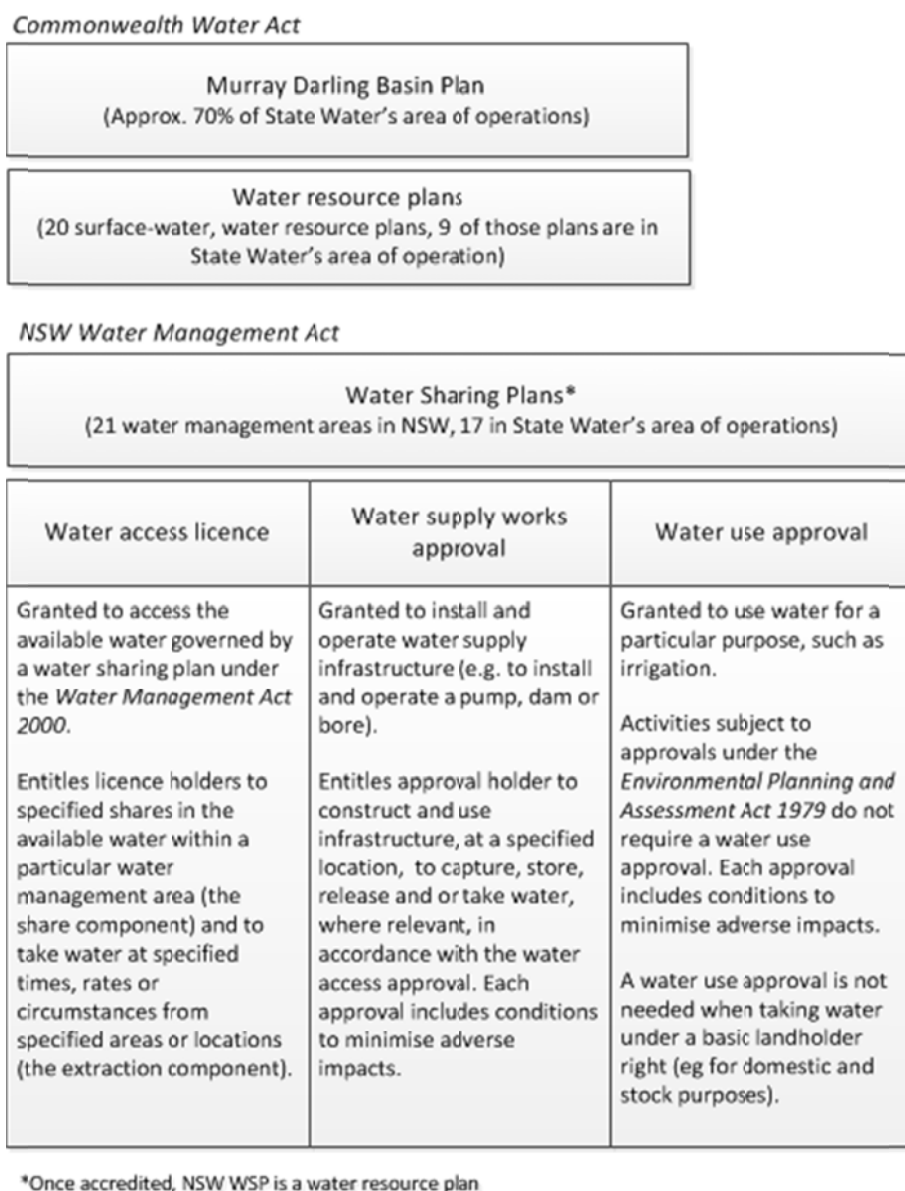 Commonwealth Water Act
Murray Darling Basin Plan
(Approx. 70% of State Water's area of operations)
Water resource plans
(20 surface-water, water resource plans, 9 of those plans are in
State Water's area of operation)
NSW Water Management Act
Water Sharing Plans*
(21 water management areas in NSW, 17 in State Water's area of operations)
Water access licence
Granted to access the
available water governed by
a water sharing plan under
the Water Management Act
2000.
Entitles licence holders to
specified shares in the
available water within a
particular water
management area (the
share component) and to
take water at specified
times, rates or
circumstances from
specified areas or locations
(the extraction component).
Water supply works
approval
Granted to install and
operate water supply
infrastructure (e.g. to install
and operate a pump, dam or
bore).
Entitles approval holder to
construct and use
infrastructure, at a specified
location, to capture, store,
release and or take water,
where relevant, in
accordance with the water
access approval. Each
approval includes conditions
to minimise adverse
impacts.
Water use approval
Granted to use water for a
particular purpose, such as
irrigation.
Activities subject to
approvals under the
Environmental Planning and
Assessment Act 1979 do not
require a water use
approval. Each approval
includes conditions to
minimise adverse impacts.
A water use approval is not
needed when taking water
under a basic landholder
right (eg for domestic and
stock purposes).
*Once accredited, NSW WSP is a water resource plan